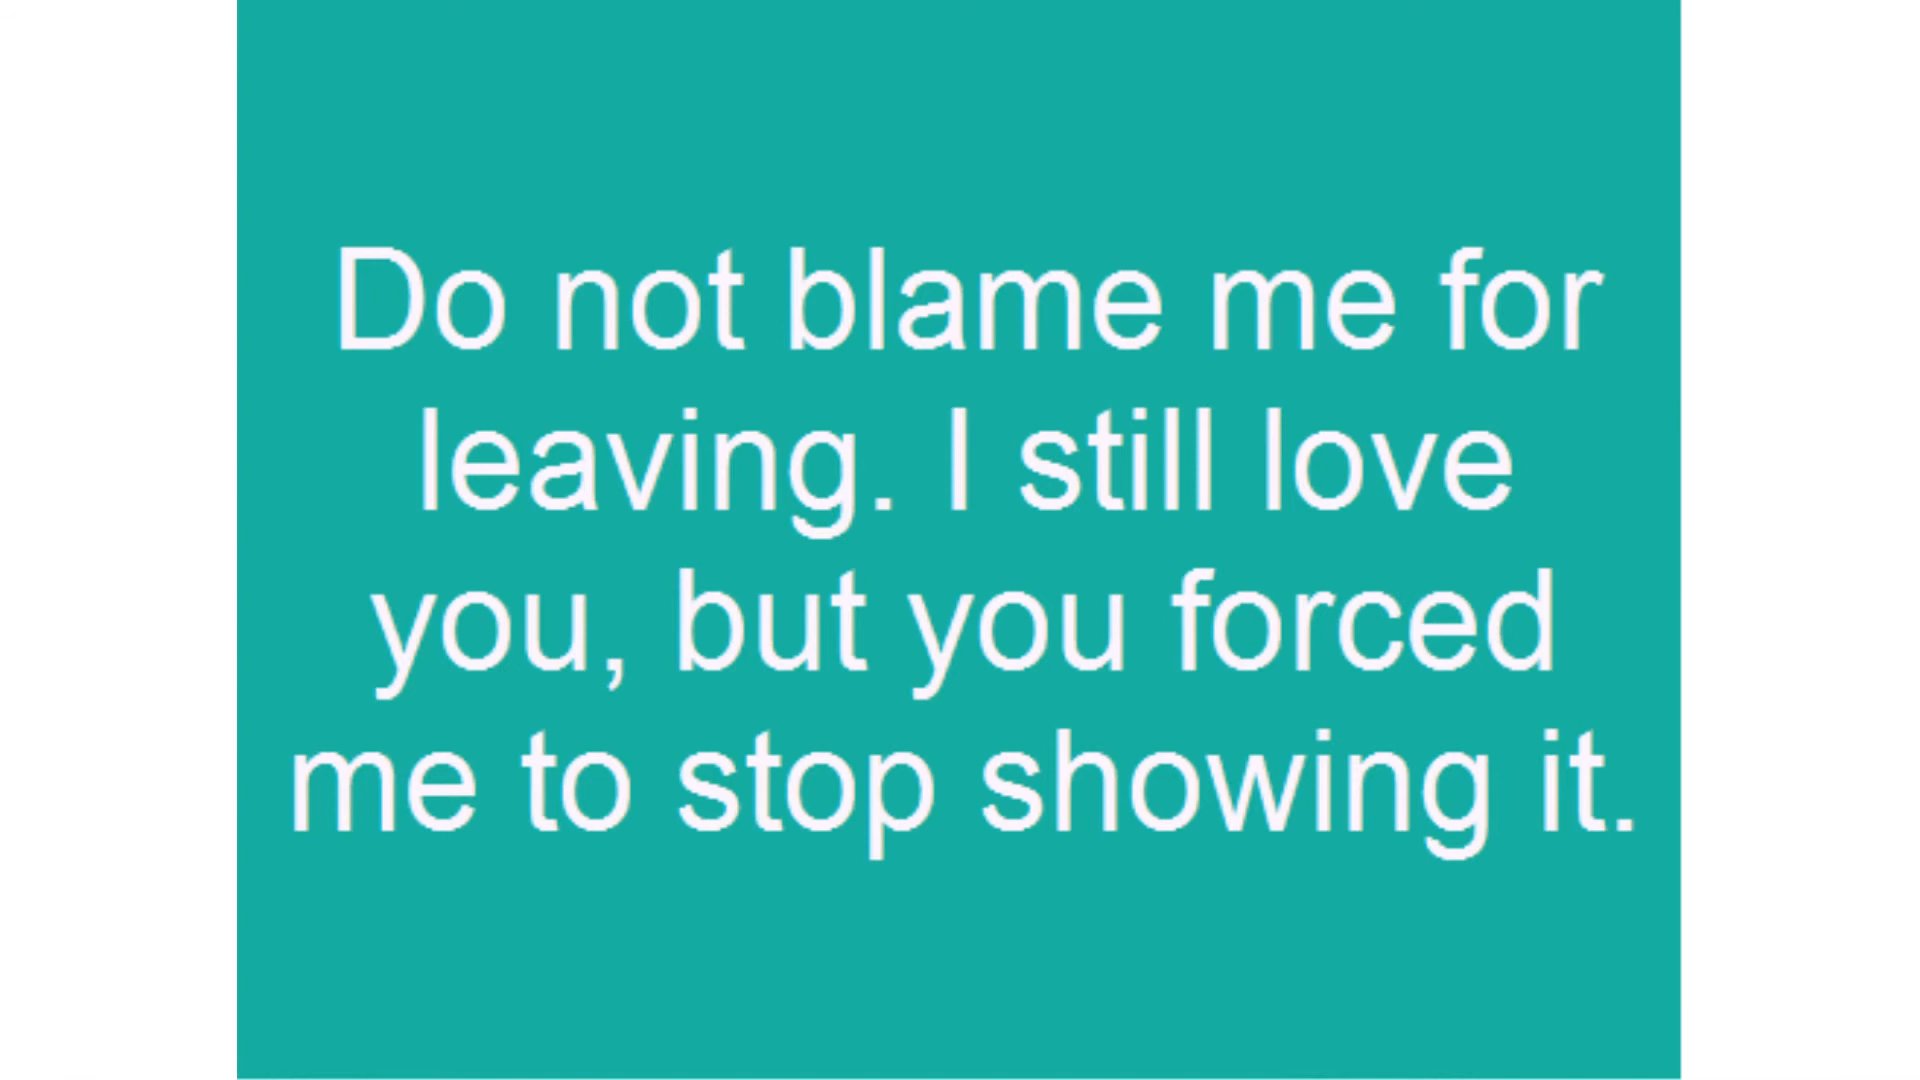 Do not blame me for
leaving. I still love
you, but you forced
me to stop showing it.